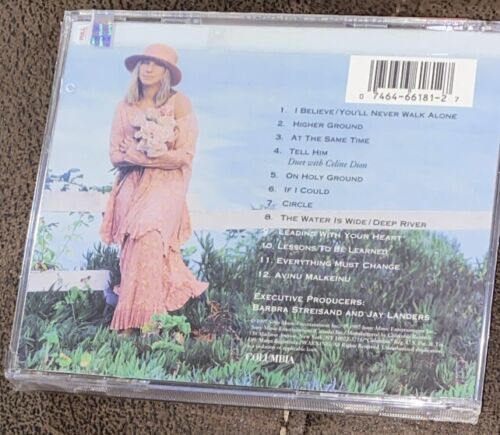 PULL
0 7464-66181-2 7
1. I BELIEVE/YOU'LL NEVER WALK ALONE
2. HIGHER GROUND
3. AT THE SAME TIME
4. TELL HIM
Duet with Celine Dion
5. ON HOLY GROUND
6. IF I COULD
7. CIRCLE
8. THE WATER IS WIDE/DEEP RIVER
9. LEADING WITH YOUR HEART
10. LESSONS TO BE LEARNED
11. EVERYTHING MUST CHANGE
12. AVINU MALKEINU
EXECUTIVE PRODUCERS:
BARBRA STREISAND AND JAY LANDERS
COLUMBIA